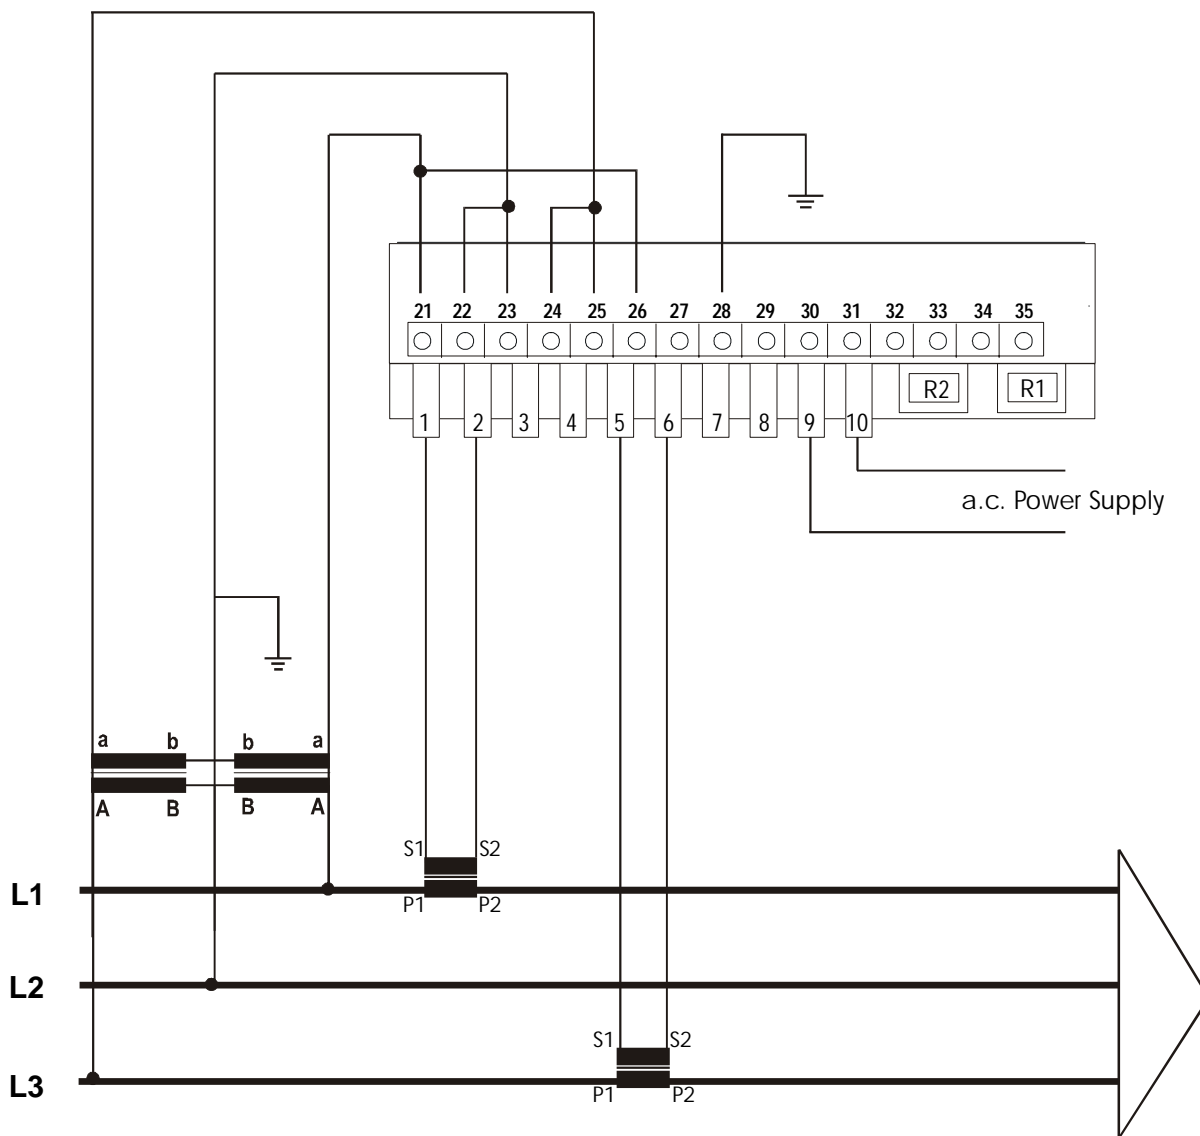 21 22 23 24 25 26 27 28 29 30 31 32 33 34 35
R2 R1
1 2 3 4 5 6 7 8 9 10
a.c. Power Supply
a b b a
A B B A
S1 S2
L1
P1 P2
L2
S1 S2
L3
P1 P2